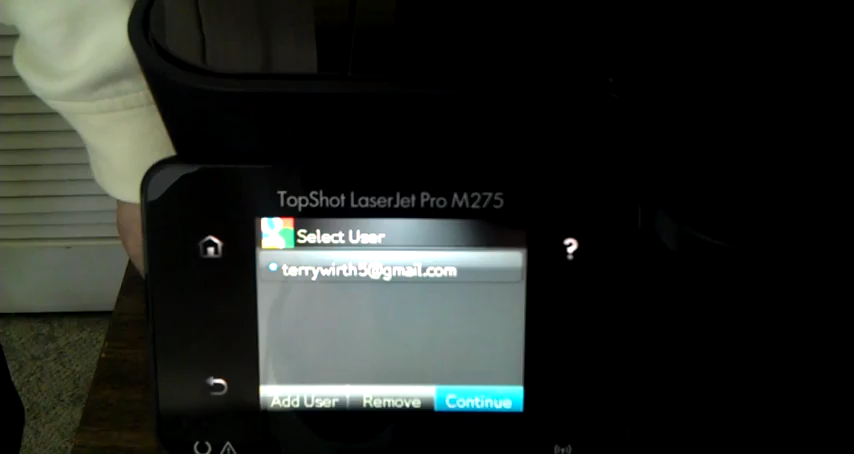 TopShot LaserJet Pro M275
Select User
terrywirth5@gmail.com
Add User Remove Continue
?